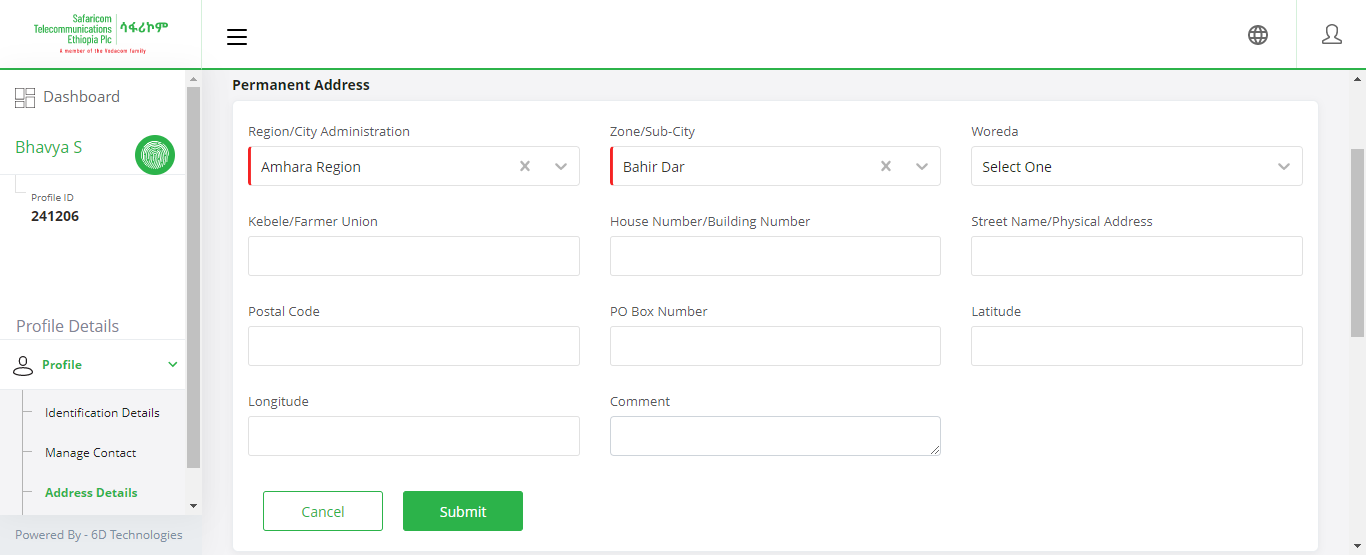 Safaricom
Telecommunications
Ethiopia Plc
ሳፋሪኮም
A member of the Vodacom family
Dashboard
Bhavya S
Profile ID
241206
Profile Details
Profile
Identification Details
Manage Contact
Address Details
Powered By - 6D Technologies
Permanent Address
Region/City Administration
Zone/Sub-City
Woreda
Amhara Region
Bahir Dar
Select One
Kebele/Farmer Union
House Number/Building Number
Street Name/Physical Address
Postal Code
PO Box Number
Latitude
Longitude
Comment
Cancel
Submit